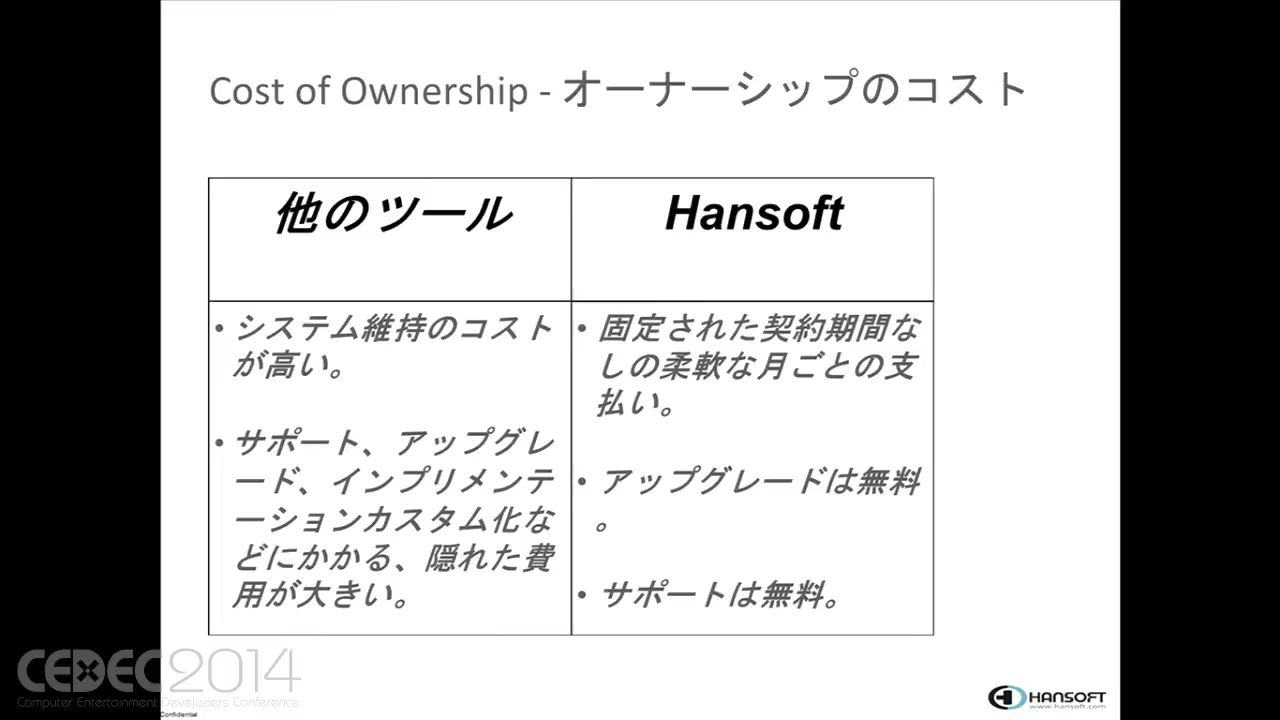 Cost of Ownership - オーナーシップのコスト
他のツール
Hansoft
• システム維持のコスト
が高い。
• サポート、アップグレ
ード、インプリメンテ
ーションカスタム化な
どにかかる、隠れた費
用が大きい。
• 固定された契約期間な
しの柔軟な月ごとの支
払い。
• アップグレードは無料
。
• サポートは無料。
CEDEC2014
Computer Entertainment Developers Conference
Confidential
HANSOFT
www.hansoft.com